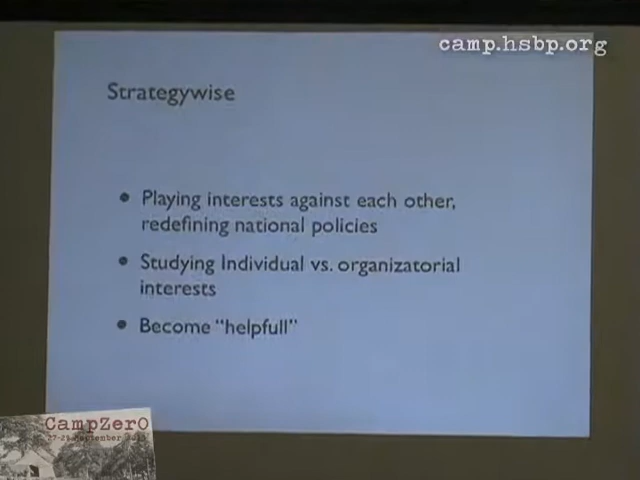 camp.hsbp.org
Strategywise
• Playing interests against each other,
redefining national policies
• Studying Individual vs. organizatorial
interests
• Become "helpfull"
CampZer0
September